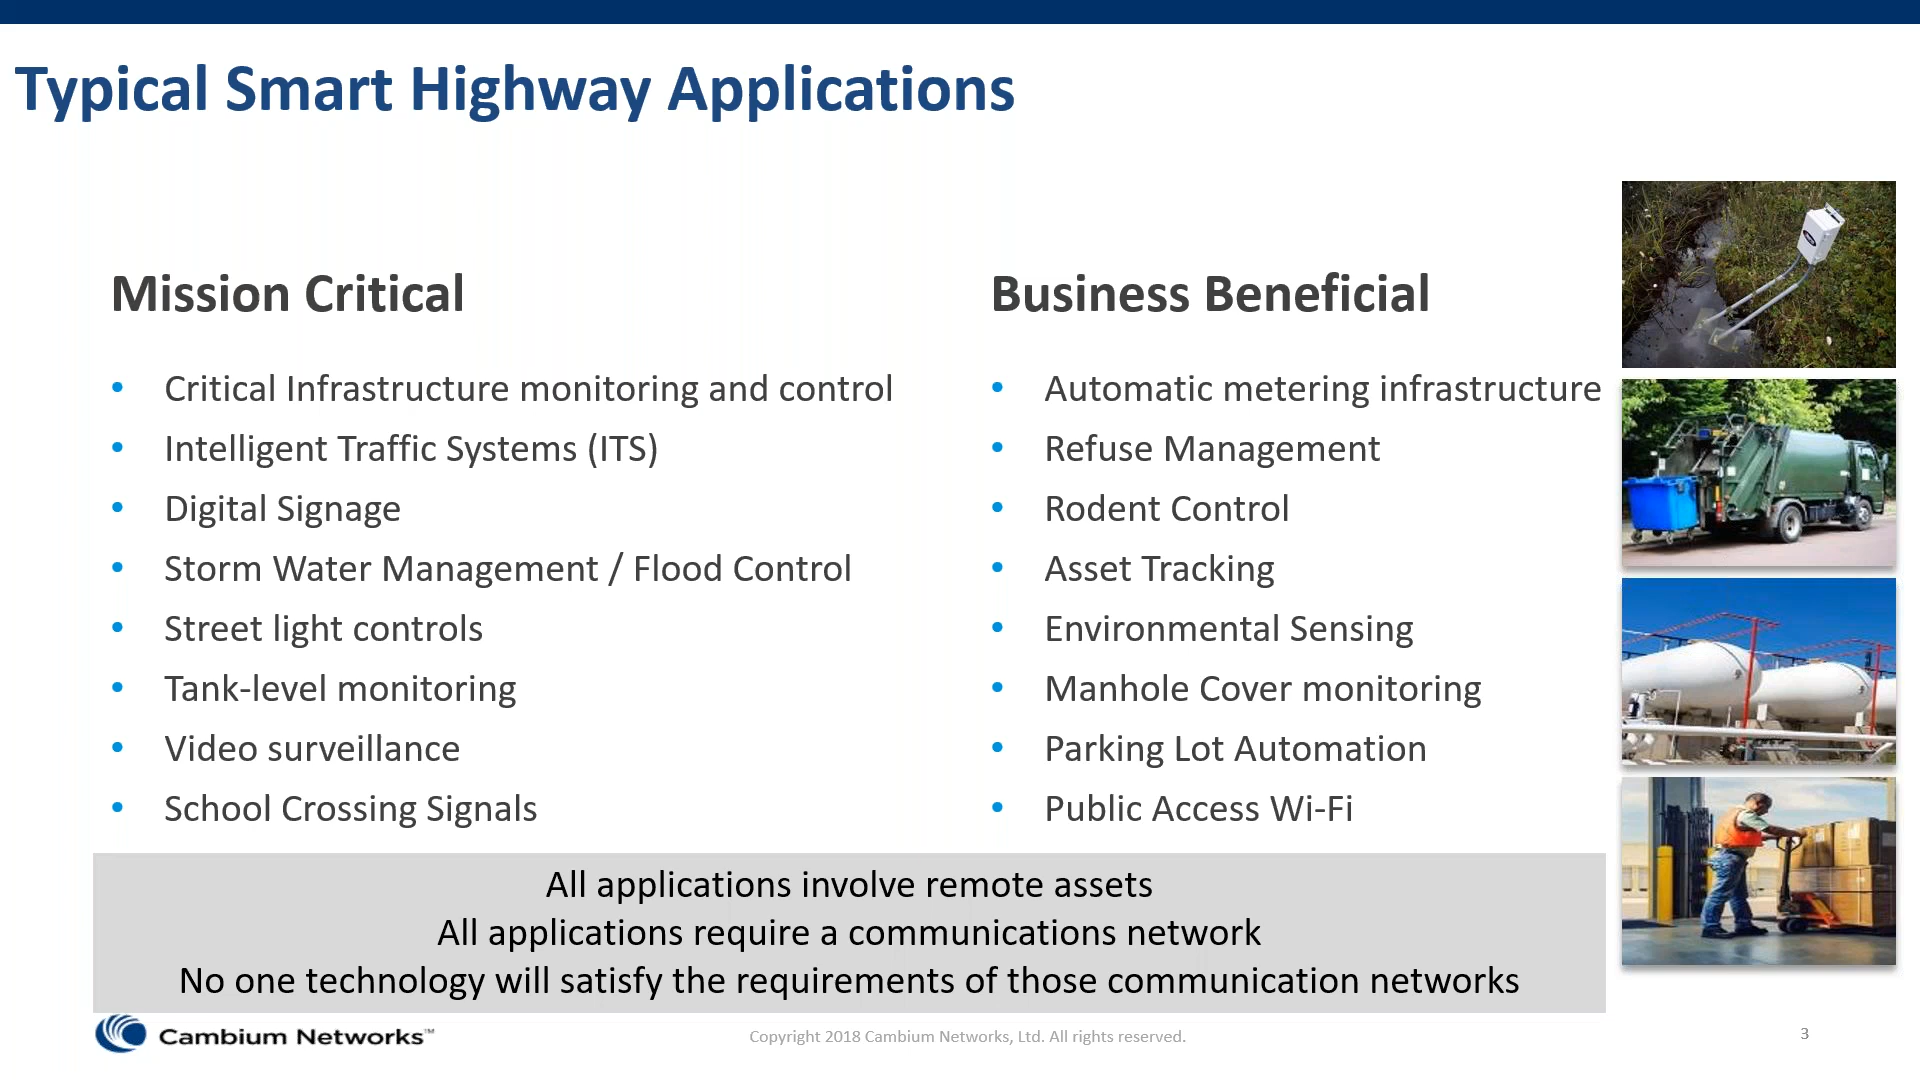 Typical Smart Highway Applications
Mission Critical
• Critical Infrastructure monitoring and control
• Intelligent Traffic Systems (ITS)
• Digital Signage
• Storm Water Management / Flood Control
• Street light controls
• Tank-level monitoring
• Video surveillance
• School Crossing Signals
Business Beneficial
• Automatic metering infrastructure
• Refuse Management
• Rodent Control
• Asset Tracking
• Environmental Sensing
• Manhole Cover monitoring
• Parking Lot Automation
• Public Access Wi-Fi
All applications involve remote assets
All applications require a communications network
No one technology will satisfy the requirements of those communication networks
Cambium Networks™
Copyright 2018 Cambium Networks, Ltd. All rights reserved.
3